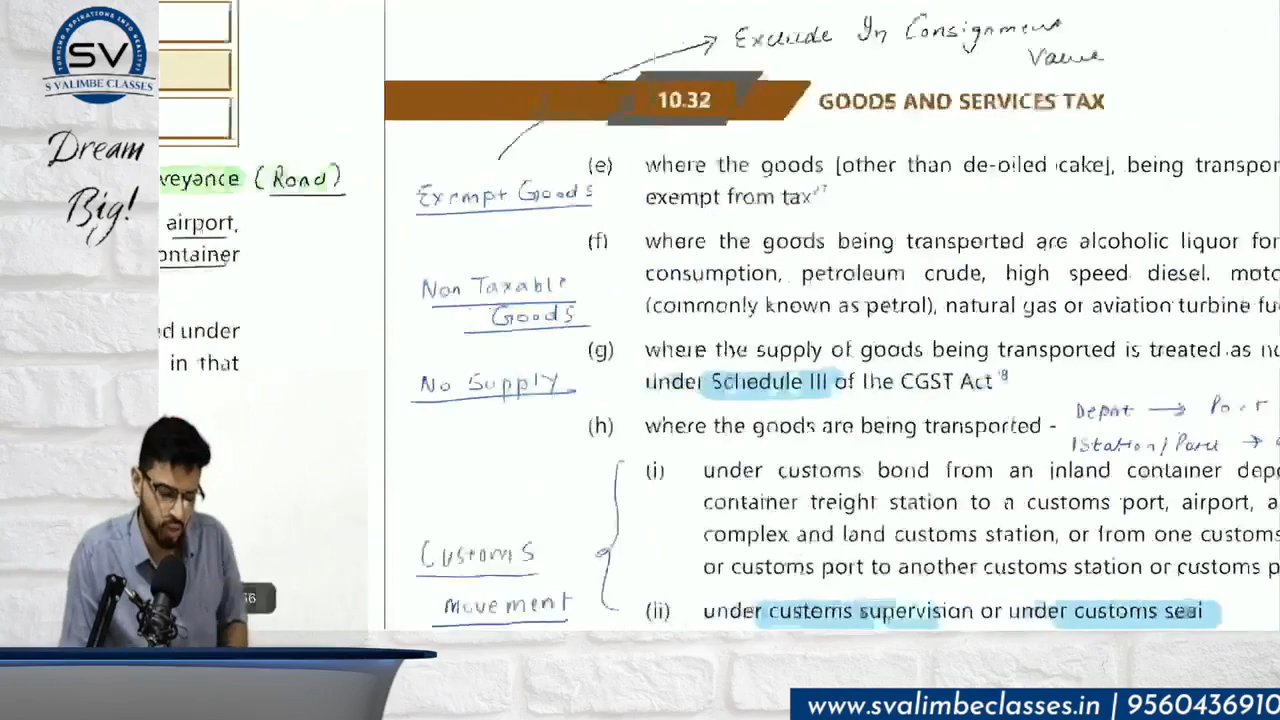 TURNING ASPIRATIONS INTO REALITY
SV
S VALIMBE CLASSES
Dream
Big!
veyance (Road)
airport,
ontainer
d under
in that
56
Exclude In Consignment
Value
10.32 GOODS AND SERVICES TAX
Exempt Goods
(e) where the goods [other than de-oiled cake], being transpor
exempt from tax
Non Taxable
Goods
(f) where the goods being transported are alcoholic liquor for
consumption, petroleum crude, high speed diesel. moto
(commonly known as petrol), natural gas or aviation turbine fu
No Supply
(g) where the supply of goods being transported is treated as no
under Schedule III of the CGST Act
(h) where the goods are being transported -
Depot → Port
Station/Port →
Customs
Movement
(i) under customs bond from an inland container dep
container freight station to a customs port, airport, a
complex and land customs station, or from one customs
or customs port to another customs station or customs p
(ii) under customs supervision or under customs seal
www.svalimbeclasses.in | 9560436910